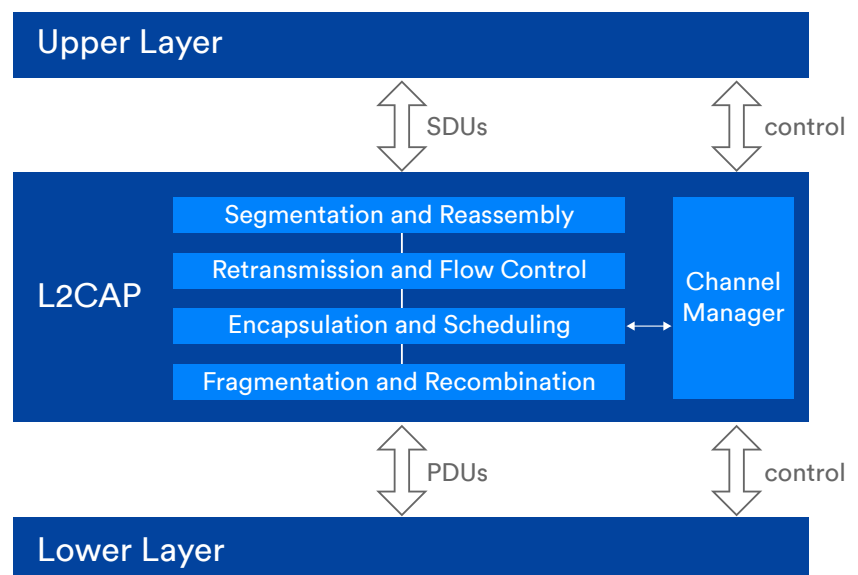 Upper Layer
SDUs
control
L2CAP
Segmentation and Reassembly
Retransmission and Flow Control
Encapsulation and Scheduling
Fragmentation and Recombination
Channel
Manager
PDUs
control
Lower Layer